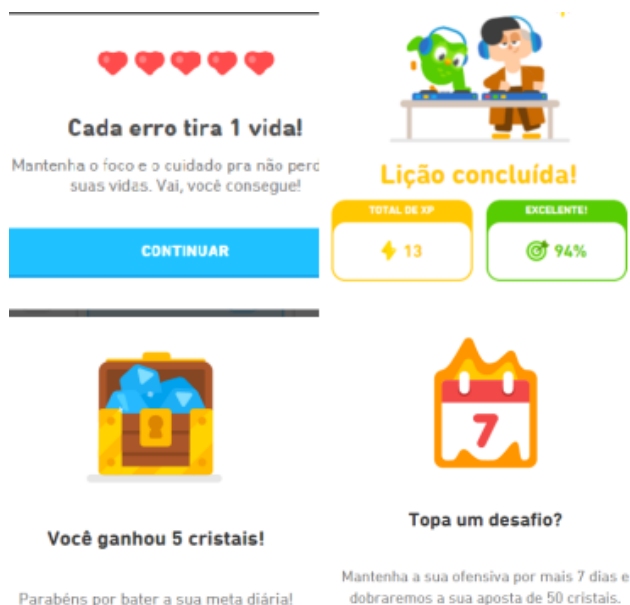 Cada erro tira 1 vida!
Mantenha o foco e o cuidado pra não perd
suas vidas. Vai, você consegue!
CONTINUAR
Lição concluída!
TOTAL DE XP
13
EXCELENTE!
94%
Você ganhou 5 cristais!
Parabéns por bater a sua meta diária!
7
Topa um desafio?
Mantenha a sua ofensiva por mais 7 dias e
dobraremos a sua aposta de 50 cristais.